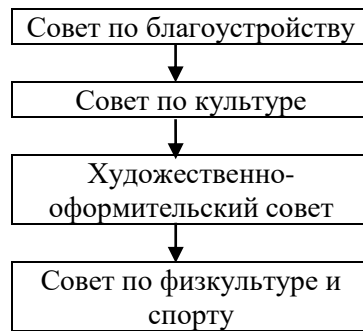 Совет по благоустройству
Совет по культуре
Художественно-
оформительский совет
Совет по физкультуре и
спорту